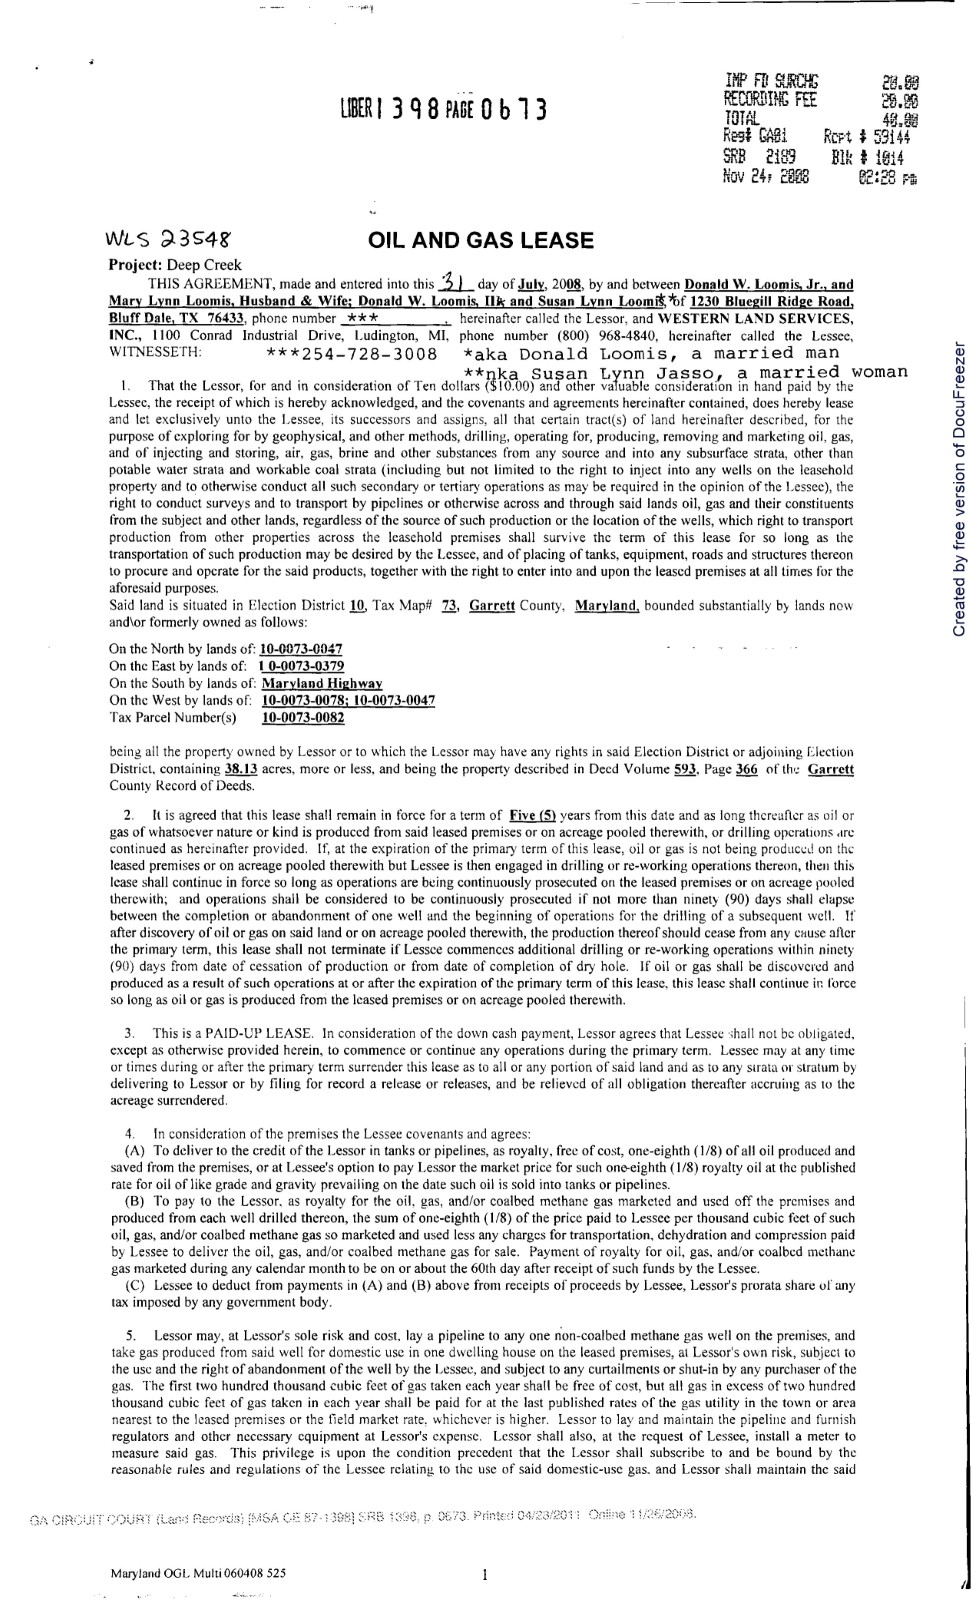 LIBER 1398 PAGE 0673
IMP FD SURCHG 20.00
RECORDING FEE 20.00
TOTAL 40.00
Reg# GA01 Rcpt # 59144
SRB 2189 Blk # 1014
Nov 24, 2008 02:28 pm
WLS 23548
OIL AND GAS LEASE
Project: Deep Creek
THIS AGREEMENT, made and entered into this 31 day of July, 2008, by and between Donald W. Loomis, Jr., and
Mary Lynn Loomis, Husband & Wife; Donald W. Loomis, III* and Susan Lynn Loomis** of 1230 Bluegill Ridge Road,
Bluff Dale, TX 76433, phone number ***, hereinafter called the Lessor, and WESTERN LAND SERVICES,
INC., 1100 Conrad Industrial Drive, Ludington, MI, phone number (800) 968-4840, hereinafter called the Lessee,
WITNESSETH: ***254-728-3008 *aka Donald Loomis, a married man
**nka Susan Lynn Jasso, a married woman
1. That the Lessor, for and in consideration of Ten dollars ($10.00) and other valuable consideration in hand paid by the
Lessee, the receipt of which is hereby acknowledged, and the covenants and agreements hereinafter contained, does hereby lease
and let exclusively unto the Lessee, its successors and assigns, all that certain tract(s) of land hereinafter described, for the
purpose of exploring for by geophysical, and other methods, drilling, operating for, producing, removing and marketing oil, gas,
and of injecting and storing, air, gas, brine and other substances from any source and into any subsurface strata, other than
potable water strata and workable coal strata (including but not limited to the right to inject into any wells on the leasehold
property and to otherwise conduct all such secondary or tertiary operations as may be required in the opinion of the Lessee), the
right to conduct surveys and to transport by pipelines or otherwise across and through said lands oil, gas and their constituents
from the subject and other lands, regardless of the source of such production or the location of the wells, which right to transport
production from other properties across the leasehold premises shall survive the term of this lease for so long as the
transportation of such production may be desired by the Lessee, and of placing of tanks, equipment, roads and structures thereon
to procure and operate for the said products, together with the right to enter into and upon the leased premises at all times for the
aforesaid purposes.
Said land is situated in Election District 10, Tax Map# 73, Garrett County, Maryland, bounded substantially by lands now
and\or formerly owned as follows:
On the North by lands of: 10-0073-0047
On the East by lands of: 1 0-0073-0379
On the South by lands of: Maryland Highway
On the West by lands of: 10-0073-0078; 10-0073-0047
Tax Parcel Number(s) 10-0073-0082
being all the property owned by Lessor or to which the Lessor may have any rights in said Election District or adjoining Election
District, containing 38.13 acres, more or less, and being the property described in Deed Volume 593, Page 366 of the Garrett
County Record of Deeds.
2. It is agreed that this lease shall remain in force for a term of Five (5) years from this date and as long thereafter as oil or
gas of whatsoever nature or kind is produced from said leased premises or on acreage pooled therewith, or drilling operations are
continued as hereinafter provided. If, at the expiration of the primary term of this lease, oil or gas is not being produced on the
leased premises or on acreage pooled therewith but Lessee is then engaged in drilling or re-working operations thereon, then this
lease shall continue in force so long as operations are being continuously prosecuted on the leased premises or on acreage pooled
therewith; and operations shall be considered to be continuously prosecuted if not more than ninety (90) days shall elapse
between the completion or abandonment of one well and the beginning of operations for the drilling of a subsequent well. If
after discovery of oil or gas on said land or on acreage pooled therewith, the production thereof should cease from any cause after
the primary term, this lease shall not terminate if Lessee commences additional drilling or re-working operations within ninety
(90) days from date of cessation of production or from date of completion of dry hole. If oil or gas shall be discovered and
produced as a result of such operations at or after the expiration of the primary term of this lease, this lease shall continue in force
so long as oil or gas is produced from the leased premises or on acreage pooled therewith.
3. This is a PAID-UP LEASE. In consideration of the down cash payment, Lessor agrees that Lessee shall not be obligated,
except as otherwise provided herein, to commence or continue any operations during the primary term. Lessee may at any time
or times during or after the primary term surrender this lease as to all or any portion of said land and as to any strata or stratum by
delivering to Lessor or by filing for record a release or releases, and be relieved of all obligation thereafter accruing as to the
acreage surrendered.
4. In consideration of the premises the Lessee covenants and agrees:
(A) To deliver to the credit of the Lessor in tanks or pipelines, as royalty, free of cost, one-eighth (1/8) of all oil produced and
saved from the premises, or at Lessee's option to pay Lessor the market price for such one-eighth (1/8) royalty oil at the published
rate for oil of like grade and gravity prevailing on the date such oil is sold into tanks or pipelines.
(B) To pay to the Lessor, as royalty for the oil, gas, and/or coalbed methane gas marketed and used off the premises and
produced from each well drilled thereon, the sum of one-eighth (1/8) of the price paid to Lessee per thousand cubic feet of such
oil, gas, and/or coalbed methane gas so marketed and used less any charges for transportation, dehydration and compression paid
by Lessee to deliver the oil, gas, and/or coalbed methane gas for sale. Payment of royalty for oil, gas, and/or coalbed methane
gas marketed during any calendar month to be on or about the 60th day after receipt of such funds by the Lessee.
(C) Lessee to deduct from payments in (A) and (B) above from receipts of proceeds by Lessee, Lessor's prorata share of any
tax imposed by any government body.
5. Lessor may, at Lessor's sole risk and cost, lay a pipeline to any one non-coalbed methane gas well on the premises, and
take gas produced from said well for domestic use in one dwelling house on the leased premises, at Lessor's own risk, subject to
the use and the right of abandonment of the well by the Lessee, and subject to any curtailments or shut-in by any purchaser of the
gas. The first two hundred thousand cubic feet of gas taken each year shall be free of cost, but all gas in excess of two hundred
thousand cubic feet of gas taken in each year shall be paid for at the last published rates of the gas utility in the town or area
nearest to the leased premises or the field market rate, whichever is higher. Lessor to lay and maintain the pipeline and furnish
regulators and other necessary equipment at Lessor's expense. Lessor shall also, at the request of Lessee, install a meter to
measure said gas. This privilege is upon the condition precedent that the Lessor shall subscribe to and be bound by the
reasonable rules and regulations of the Lessee relating to the use of said domestic-use gas, and Lessor shall maintain the said
GA CIRCUIT COURT (Land Records) [MSA CE 87-1398] SRB 1398, p. 0673. Printed 04/23/2011. Online 11/26/2008.
Maryland OGL Multi 060408 525
1
Created by free version of DocuFreezer